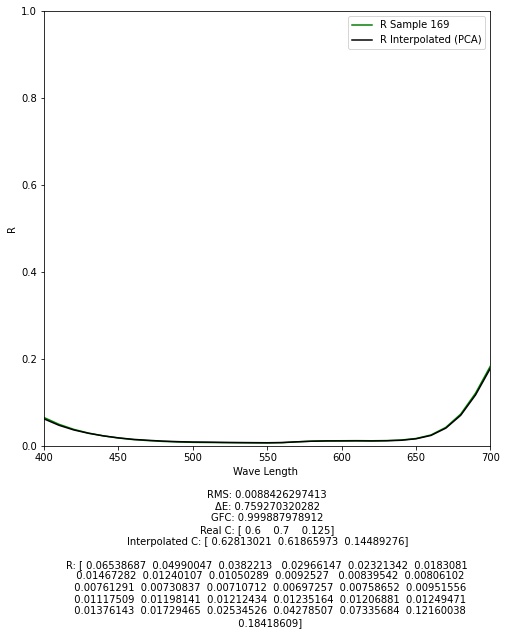 1.0
R Sample 169
R Interpolated (PCA)
0.8
0.6
R
0.4
0.2
0.0
400 450 500 550 600 650 700
Wave Length
RMS: 0.0088426297413
ΔE: 0.759270320282
GFC: 0.999887978912
Real C: [ 0.6 0.7 0.125]
Interpolated C: [ 0.62813021 0.61865973 0.14489276]
R: [ 0.06538687 0.04990047 0.0382213 0.02966147 0.02321342 0.0183081
0.01467282 0.01240107 0.01050289 0.0092527 0.00839542 0.00806102
0.00761291 0.00730837 0.00710712 0.00697257 0.00758652 0.00951556
0.01117509 0.01198141 0.01212434 0.01235164 0.01206881 0.01249471
0.01376143 0.01729465 0.02534526 0.04278507 0.07335684 0.12160038
0.18418609]